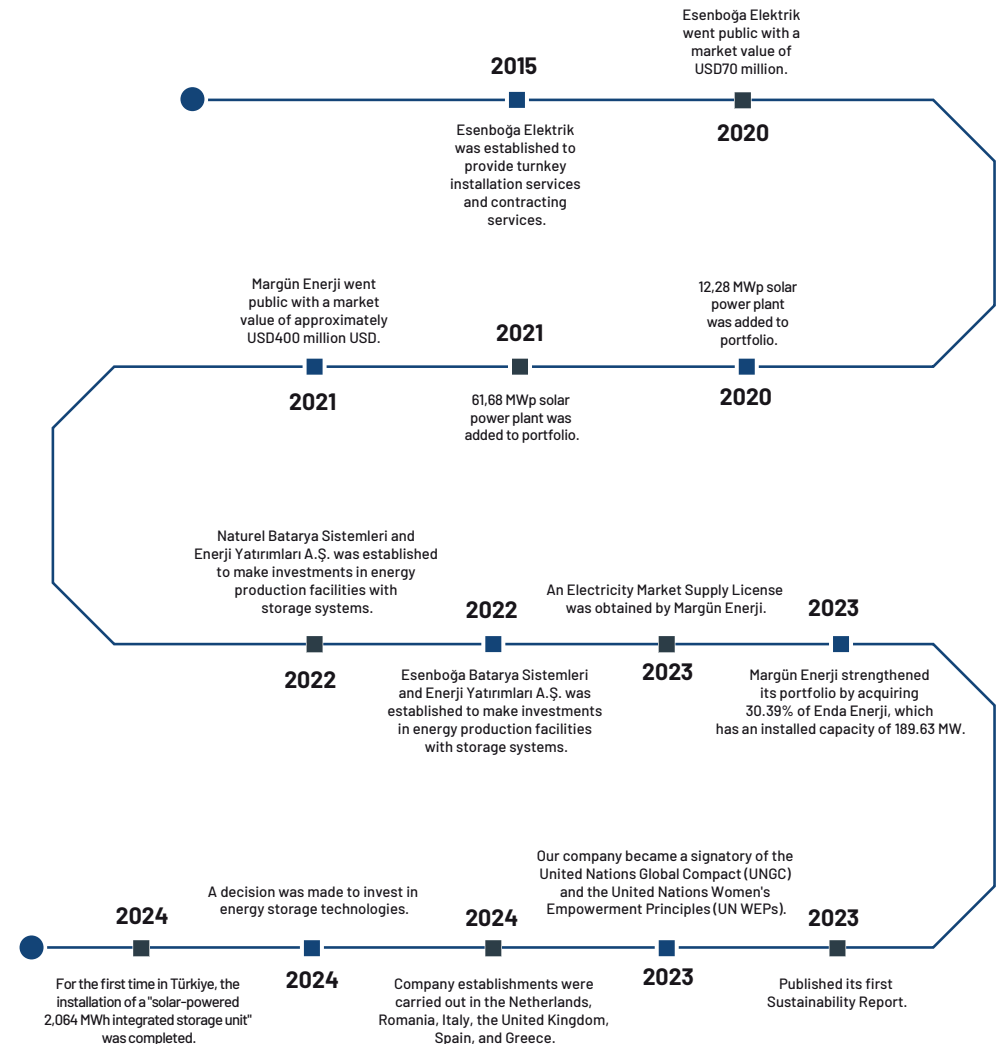 2015
Esenboğa Elektrik
was established to
provide turnkey
installation services
and contracting
services.
Esenboğa Elektrik
went public with a
market value of
USD70 million.
2020
12,28 MWp solar
power plant
was added to
portfolio.
2020
2021
61,68 MWp solar
power plant was
added to portfolio.
Margün Enerji went
public with a market
value of approximately
USD400 million USD.
2021
Naturel Batarya Sistemleri and
Enerji Yatırımları A.Ş. was established
to make investments in energy
production facilities with
storage systems.
2022
2022
Esenboğa Batarya Sistemleri
and Enerji Yatırımları A.Ş. was
established to make investments
in energy production facilities
with storage systems.
An Electricity Market Supply License
was obtained by Margün Enerji.
2023
2023
Margün Enerji strengthened
its portfolio by acquiring
30.39% of Enda Enerji, which
has an installed capacity of 189.63 MW.
2023
Published its first
Sustainability Report.
Our company became a signatory of the
United Nations Global Compact (UNGC)
and the United Nations Women's
Empowerment Principles (UN WEPs).
2023
2024
Company establishments were
carried out in the Netherlands,
Romania, Italy, the United Kingdom,
Spain, and Greece.
A decision was made to invest in
energy storage technologies.
2024
2024
For the first time in Türkiye, the
installation of a "solar-powered
2,064 MWh integrated storage unit"
was completed.